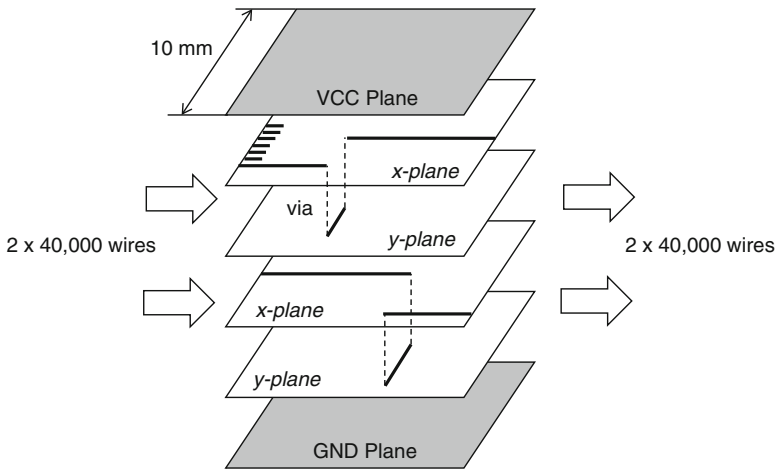 10 mm
VCC Plane
x-plane
via
y-plane
2 x 40,000 wires
2 x 40,000 wires
x-plane
y-plane
GND Plane